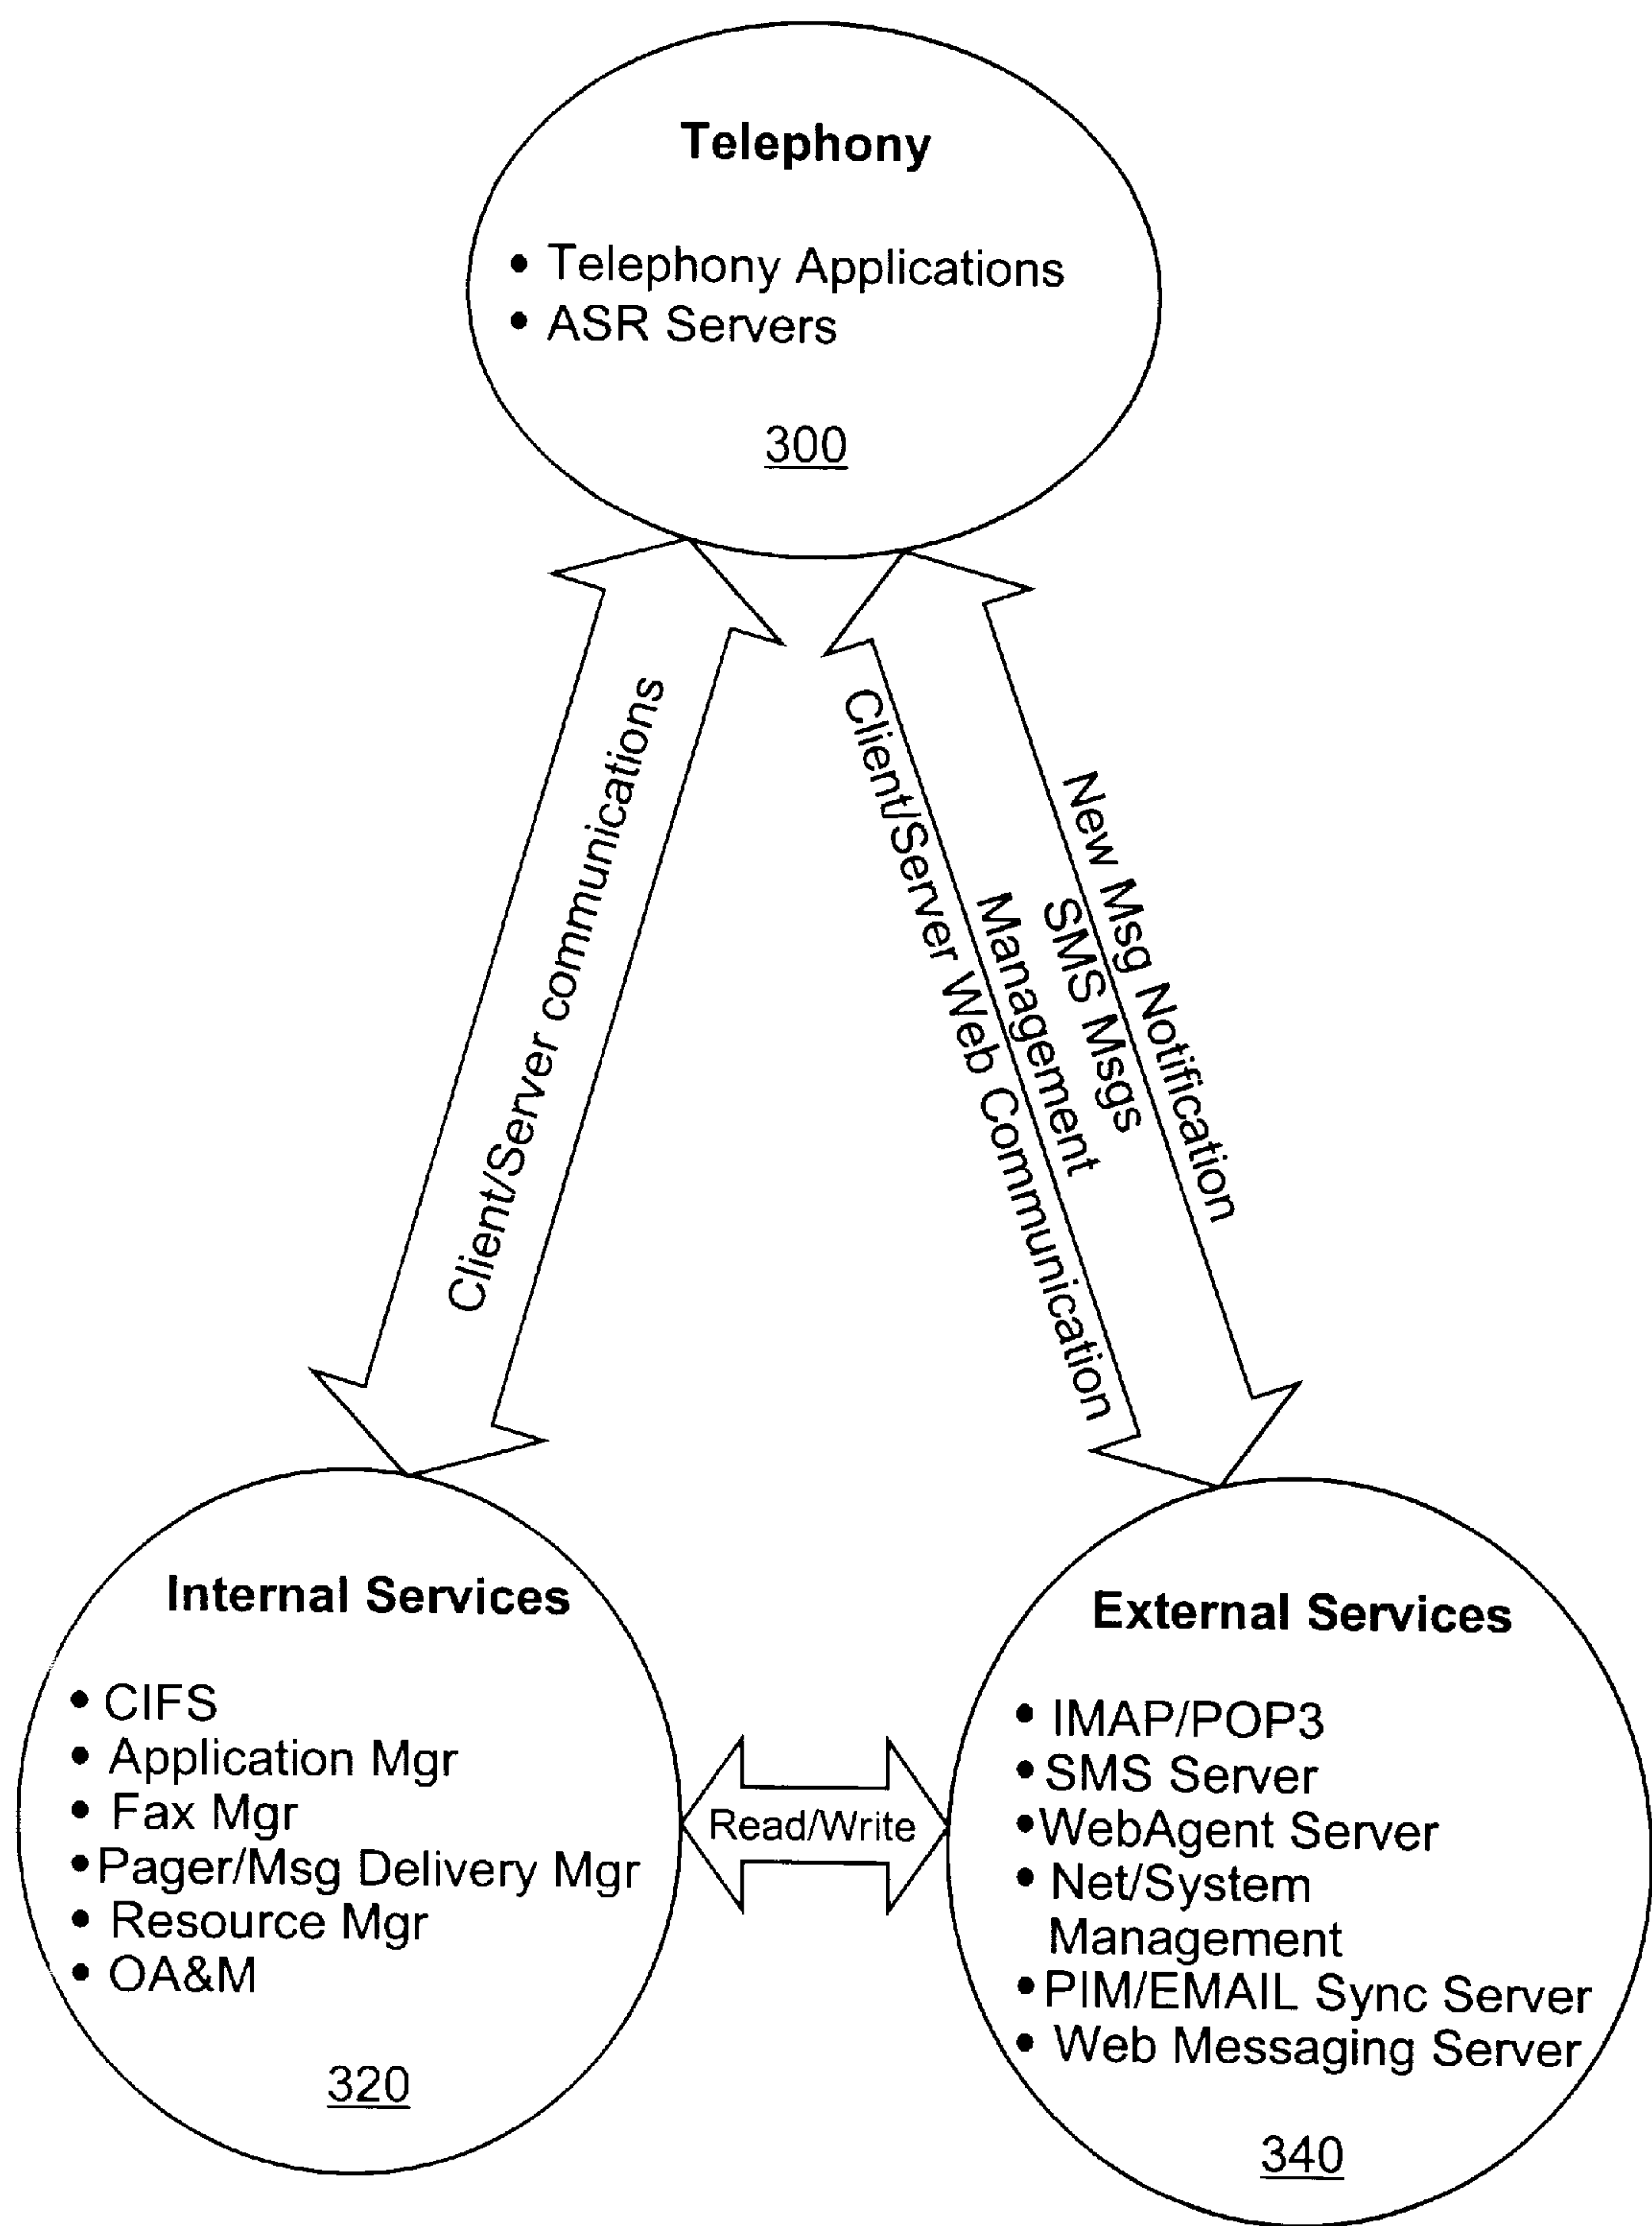 Telephony
• Telephony Applications
• ASR Servers
300
Client/Server communications
New Msg Notification
SMS Msgs
Management
Client/Server Web Communication
Internal Services
• CIFS
• Application Mgr
• Fax Mgr
• Pager/Msg Delivery Mgr
• Resource Mgr
• OA&M
320
Read/Write
External Services
• IMAP/POP3
• SMS Server
• WebAgent Server
• Net/System
Management
• PIM/EMAIL Sync Server
• Web Messaging Server
340